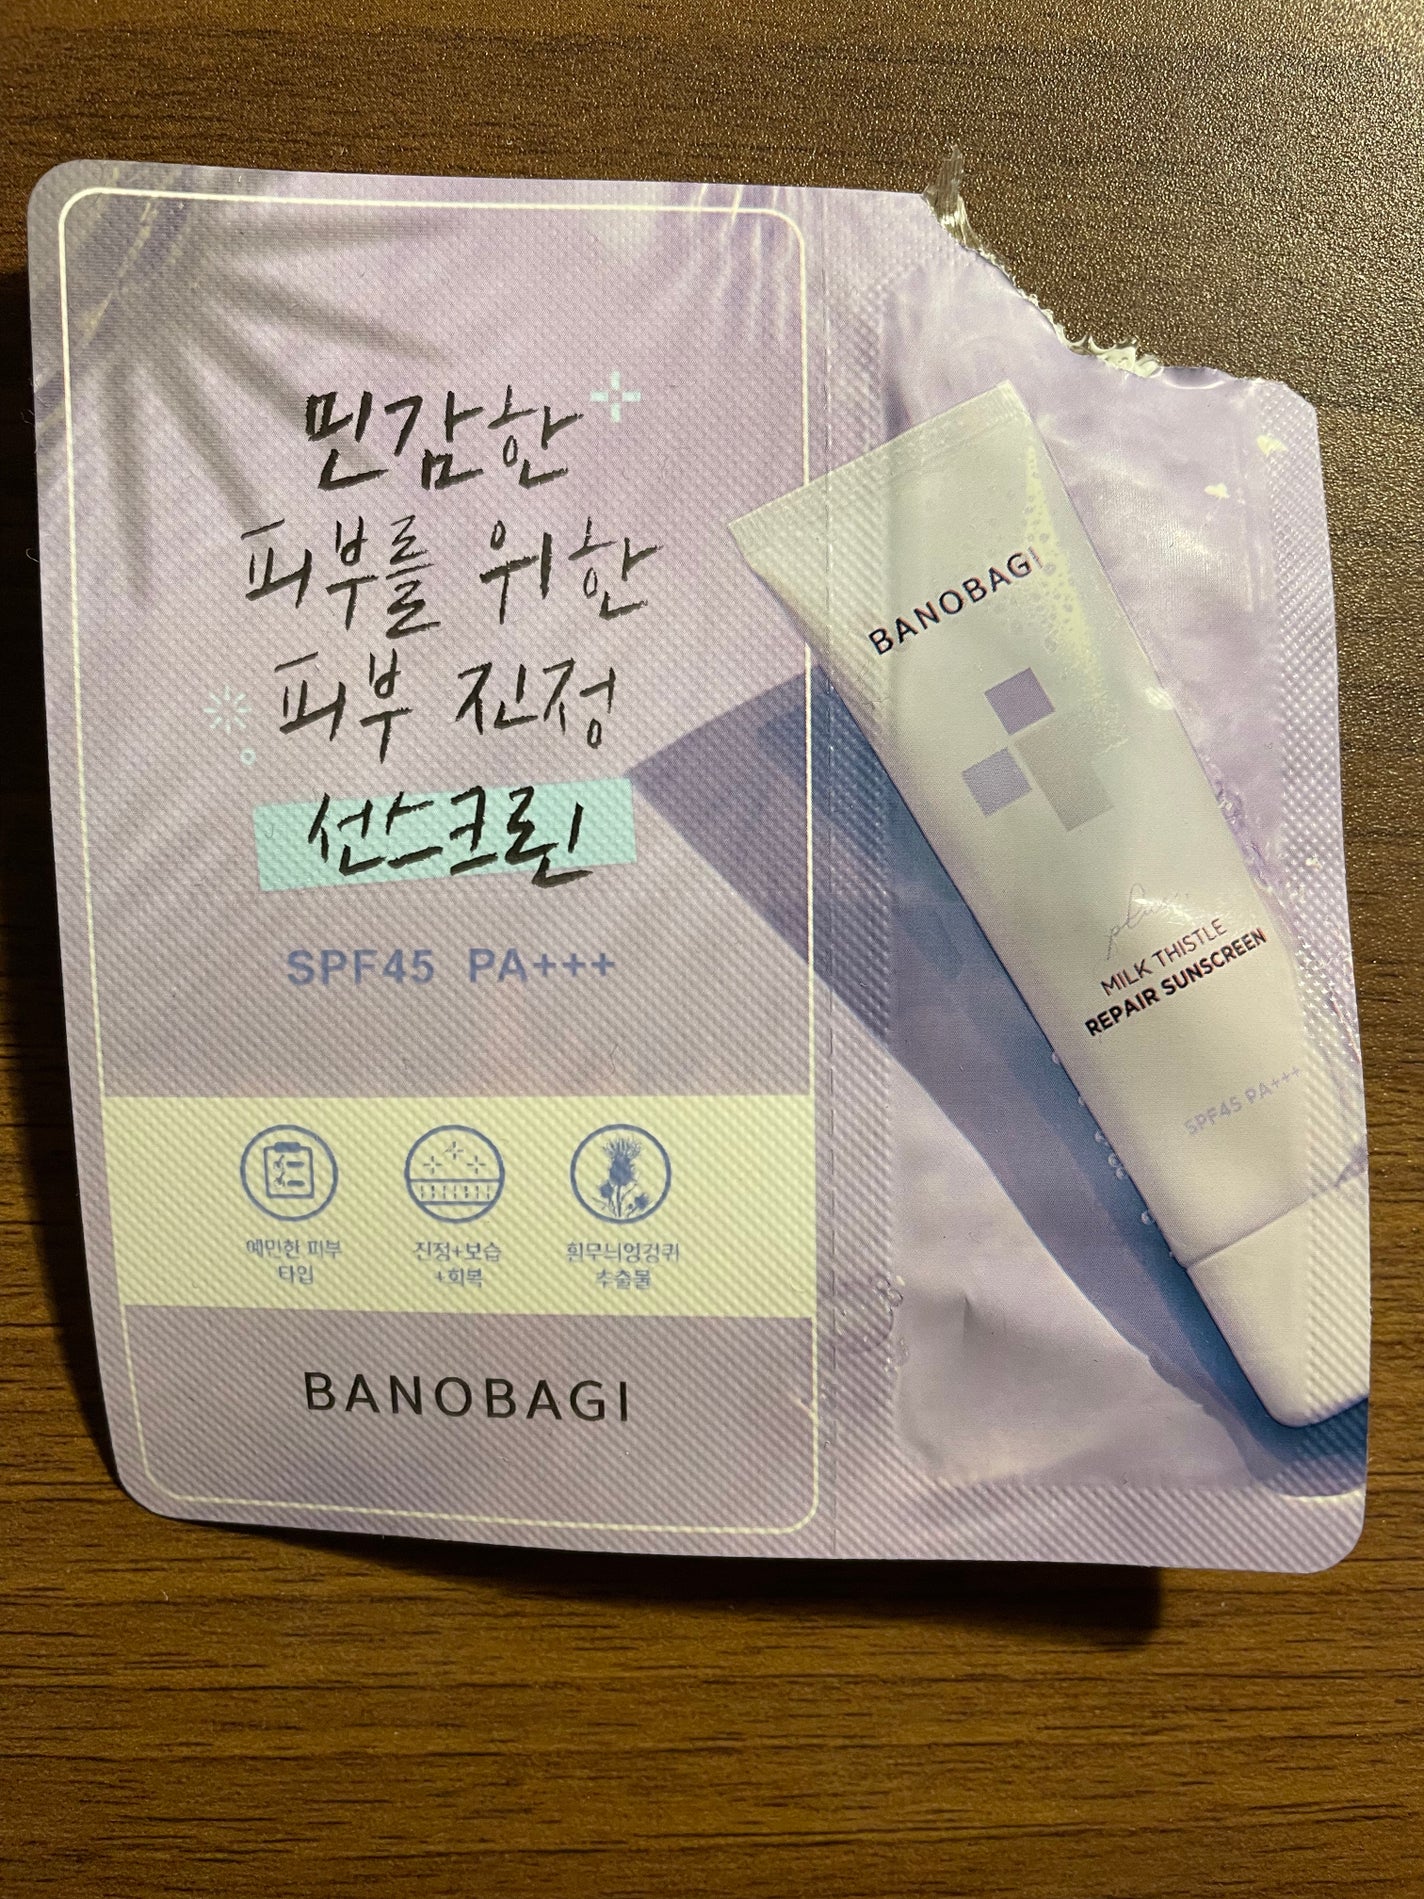 민감한
피부를 위한
피부 진정
선스크린
SPF45 PA+++
예민한 피부
타입
진정+보습
+회복
흰무늬엉겅퀴
추출물
BANOBAGI
BANOBAGI
plus
MILK THISTLE
REPAIR SUNSCREEN
SPF45 PA+++